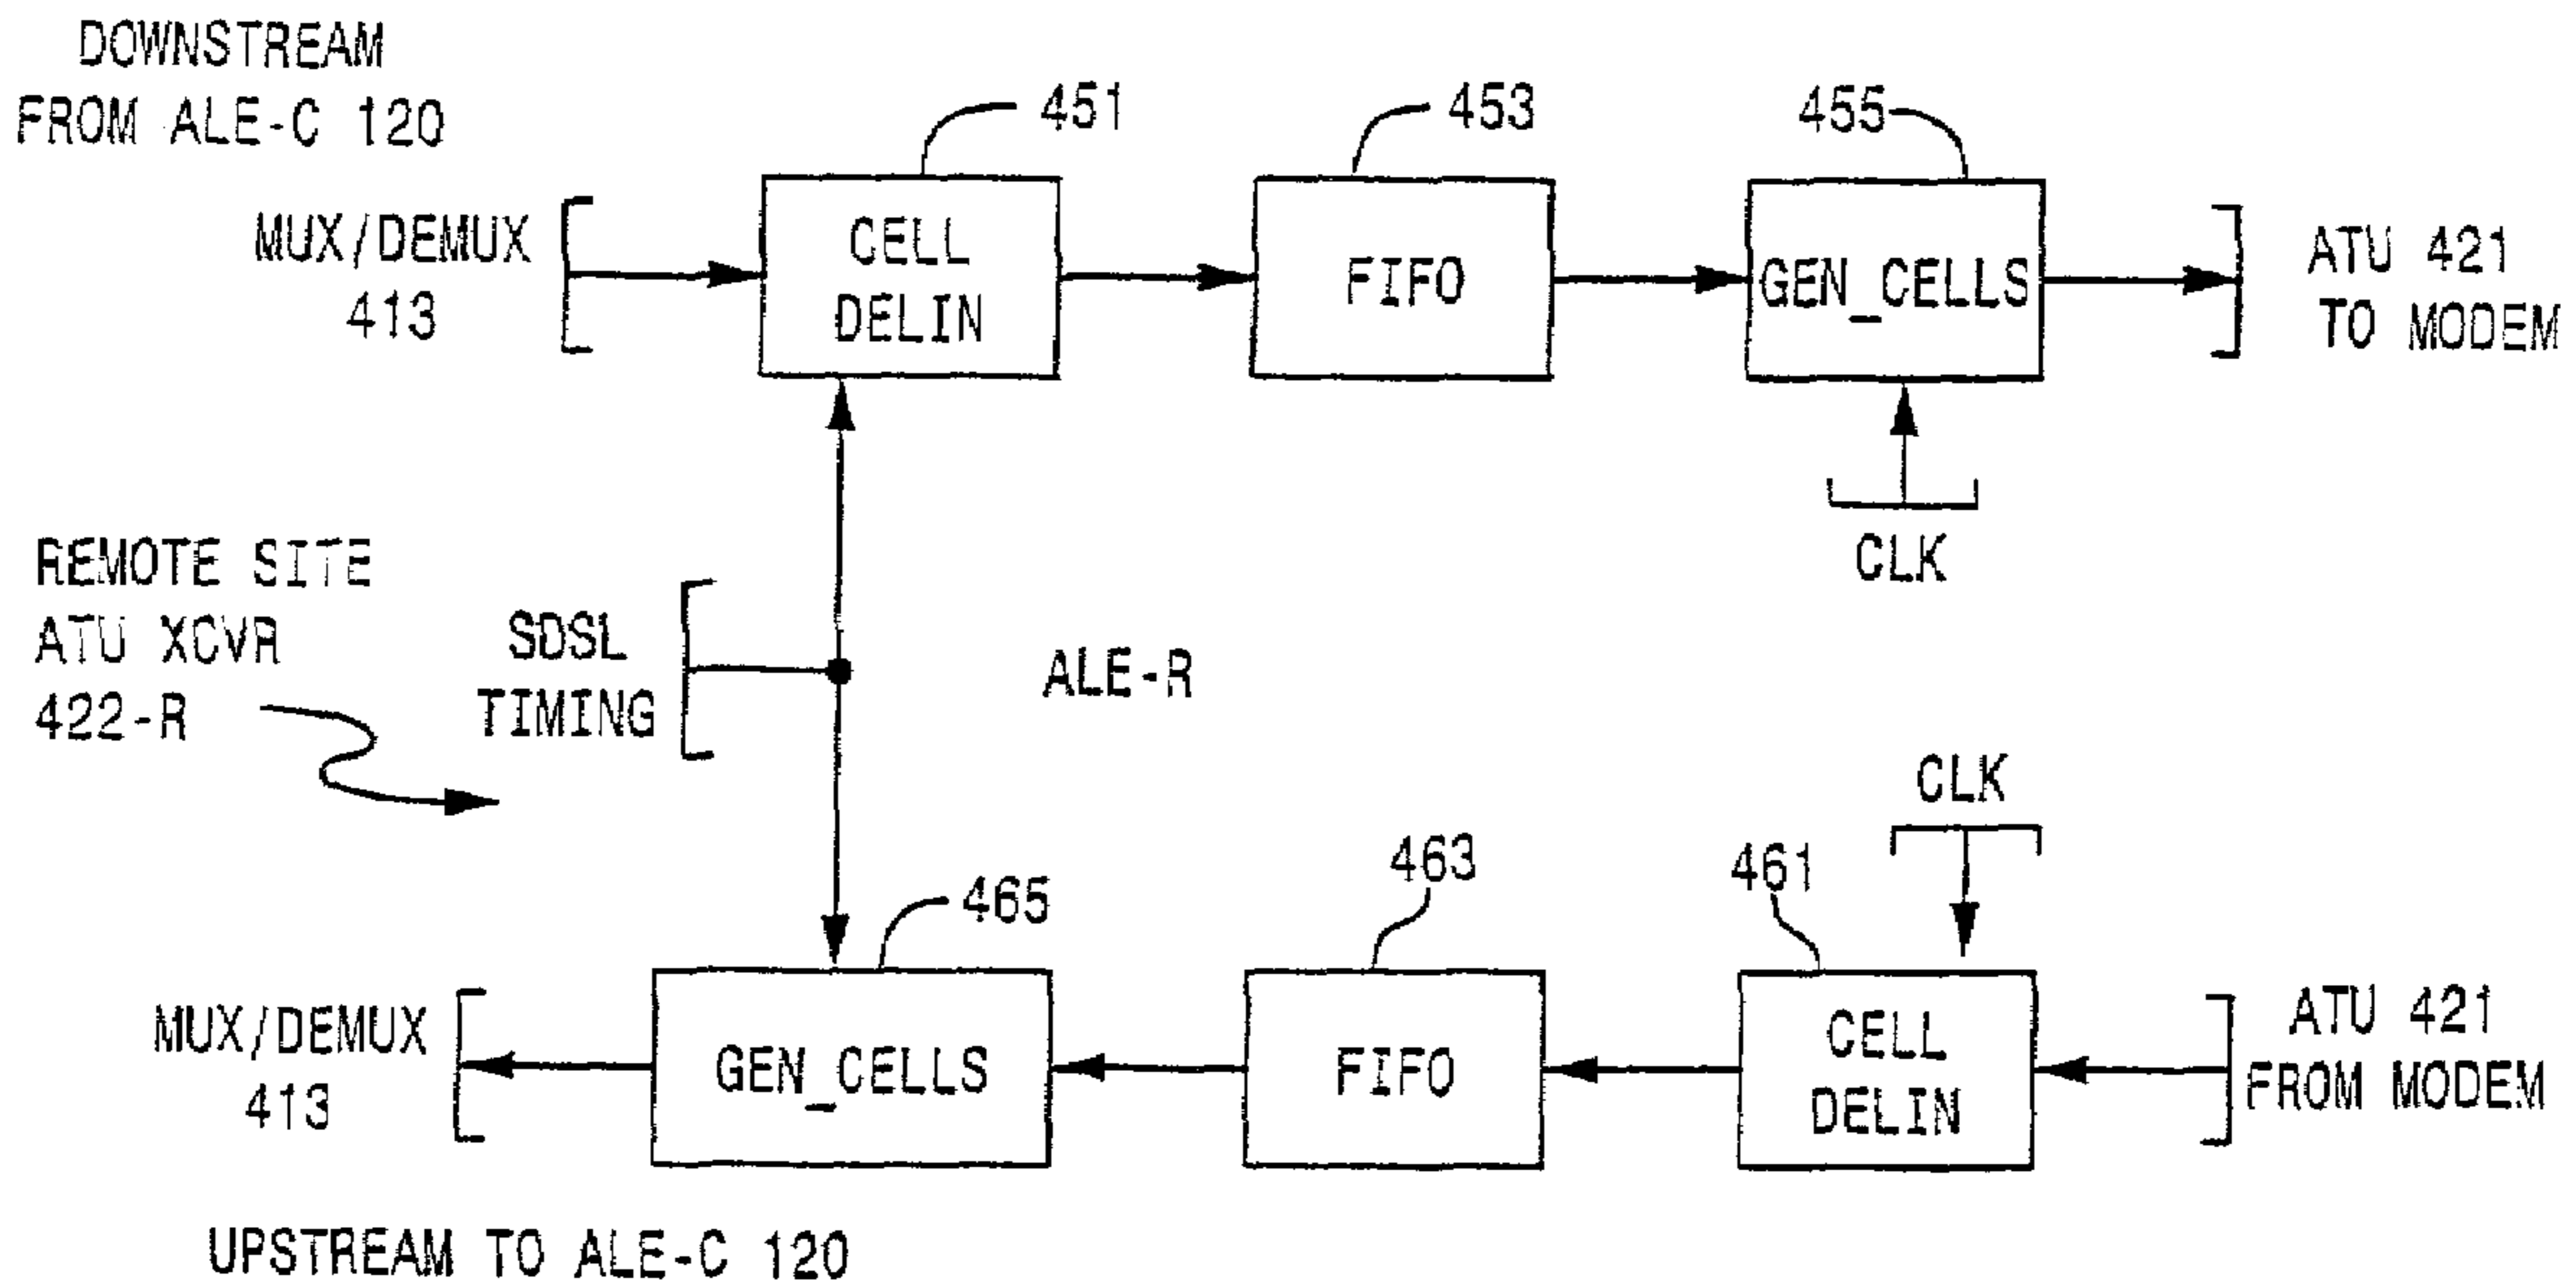 DOWNSTREAM
FROM ALE-C 120
451
453
455
MUX/DEMUX
413
CELL
DELIN
FIFO
GEN_CELLS
ATU 421
TO MODEM
CLK
REMOTE SITE
ATU XCVR
422-R
SDSL
TIMING
ALE-R
CLK
465
463
461
MUX/DEMUX
413
GEN_CELLS
FIFO
CELL
DELIN
ATU 421
FROM MODEM
UPSTREAM TO ALE-C 120